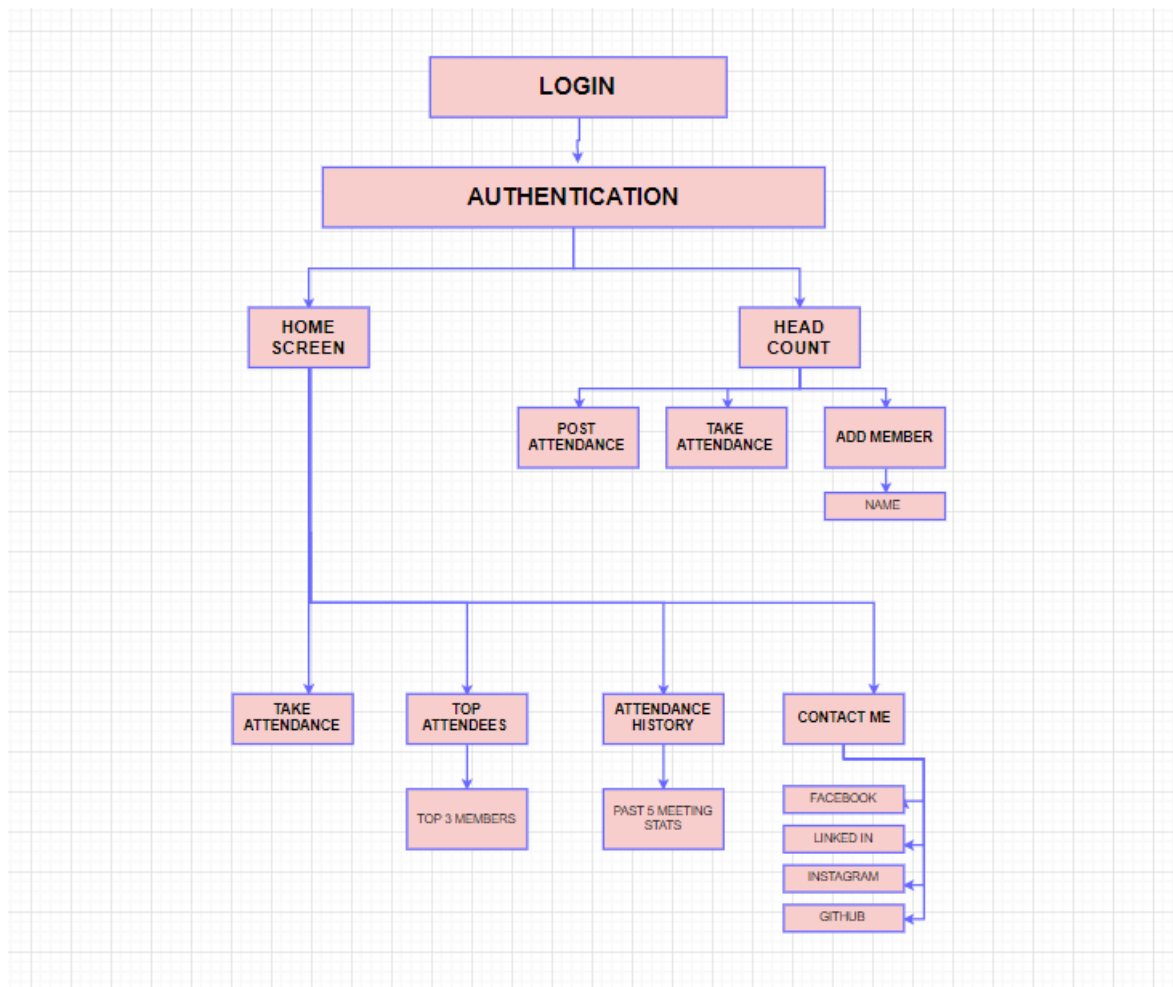 LOGIN
AUTHENTICATION
HOME
SCREEN
HEAD
COUNT
POST
ATTENDANCE
TAKE
ATTENDANCE
ADD MEMBER
NAME
TAKE
ATTENDANCE
TOP
ATTENDEES
ATTENDANCE
HISTORY
CONTACT ME
TOP 3 MEMBERS
PAST 5 MEETING
STATS
FACEBOOK
LINKED IN
INSTAGRAM
GITHUB